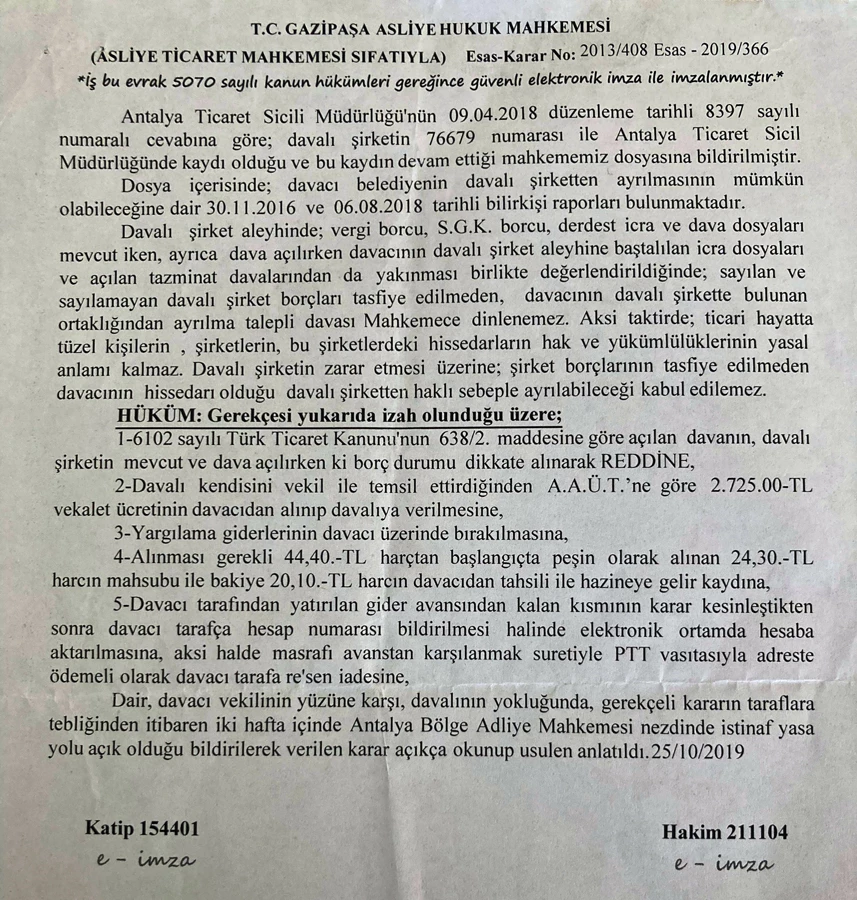 T.C. GAZİPAŞA ASLİYE HUKUK MAHKEMESİ
(ASLİYE TİCARET MAHKEMESİ SIFATIYLA) Esas-Karar No: 2013/408 Esas - 2019/366
*İş bu evrak 5070 sayılı kanun hükümleri gereğince güvenli elektronik imza ile imzalanmıştır.*
Antalya Ticaret Sicili Müdürlüğü'nün 09.04.2018 düzenleme tarihli 8397 sayılı
numaralı cevabına göre; davalı şirketin 76679 numarası ile Antalya Ticaret Sicil
Müdürlüğünde kaydı olduğu ve bu kaydın devam ettiği mahkememiz dosyasına bildirilmiştir.
Dosya içerisinde; davacı belediyenin davalı şirketten ayrılmasının mümkün
olabileceğine dair 30.11.2016 ve 06.08.2018 tarihli bilirkişi raporları bulunmaktadır.
Davalı şirket aleyhinde; vergi borcu, S.G.K. borcu, derdest icra ve dava dosyaları
mevcut iken, ayrıca dava açılırken davacının davalı şirket aleyhine baştalılan icra dosyaları
ve açılan tazminat davalarından da yakınması birlikte değerlendirildiğinde; sayılan ve
sayılamayan davalı şirket borçları tasfiye edilmeden, davacının davalı şirkette bulunan
ortaklığından ayrılma talepli davası Mahkemece dinlenemez. Aksi taktirde; ticari hayatta
tüzel kişilerin , şirketlerin, bu şirketlerdeki hissedarların hak ve yükümlülüklerinin yasal
anlamı kalmaz. Davalı şirketin zarar etmesi üzerine; şirket borçlarının tasfiye edilmeden
davacının hissedarı olduğu davalı şirketten haklı sebeple ayrılabileceği kabul edilemez.
HÜKÜM: Gerekçesi yukarıda izah olunduğu üzere;
1-6102 sayılı Türk Ticaret Kanunu'nun 638/2. maddesine göre açılan davanın, davalı
şirketin mevcut ve dava açılırken ki borç durumu dikkate alınarak REDDİNE,
2-Davalı kendisini vekil ile temsil ettirdiğinden A.A.Ü.T.'ne göre 2.725.00-TL
vekalet ücretinin davacıdan alınıp davalıya verilmesine,
3-Yargılama giderlerinin davacı üzerinde bırakılmasına,
4-Alınması gerekli 44,40.-TL harçtan başlangıçta peşin olarak alınan 24,30.-TL
harcın mahsubu ile bakiye 20,10.-TL harcın davacıdan tahsili ile hazineye gelir kaydına,
5-Davacı tarafından yatırılan gider avansından kalan kısmının karar kesinleştikten
sonra davacı tarafça hesap numarası bildirilmesi halinde elektronik ortamda hesaba
aktarılmasına, aksi halde masrafı avanstan karşılanmak suretiyle PTT vasıtasıyla adreste
ödemeli olarak davacı tarafa re'sen iadesine,
Dair, davacı vekilinin yüzüne karşı, davalının yokluğunda, gerekçeli kararın taraflara
tebliğinden itibaren iki hafta içinde Antalya Bölge Adliye Mahkemesi nezdinde istinaf yasa
yolu açık olduğu bildirilerek verilen karar açıkça okunup usulen anlatıldı.25/10/2019
Katip 154401
Hakim 211104
e - imza
e - imza